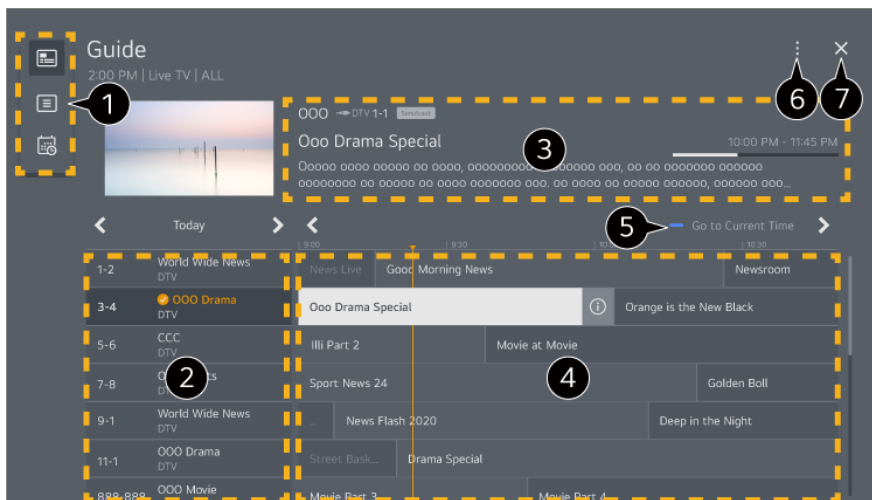 Guide
2:00 PM | Live TV | ALL
1
6
7
OOO DTV 1-1 Simulcast
Ooo Drama Special
3
10:00 PM - 11:45 PM
Ooooo oooo ooooo oo oooo,
ooo, oo oo ooooooo oooooo
oooooooo oo ooooo oo oooo ooooooo ooo. oo oooo oo ooooo oooooo, oooooo ooo...
Today
5
Go to Current Time
9:00
9:30
10:30
1-2
World Wide News
DTV
News Live
Good Morning News
Newsroom
3-4
OOO Drama
DTV
Ooo Drama Special
Orange is the New Black
5-6
CCC
DTV
Illi Part 2
Movie at Movie
7-8
2
Sport News 24
4
Golden Boll
9-1
World Wide News
DTV
...
News Flash 2020
Deep in the Night
11-1
OOO Drama
DTV
Street Bask...
Drama Special
888-888
OOO Movie
Movie Part 3
Movie Part 4